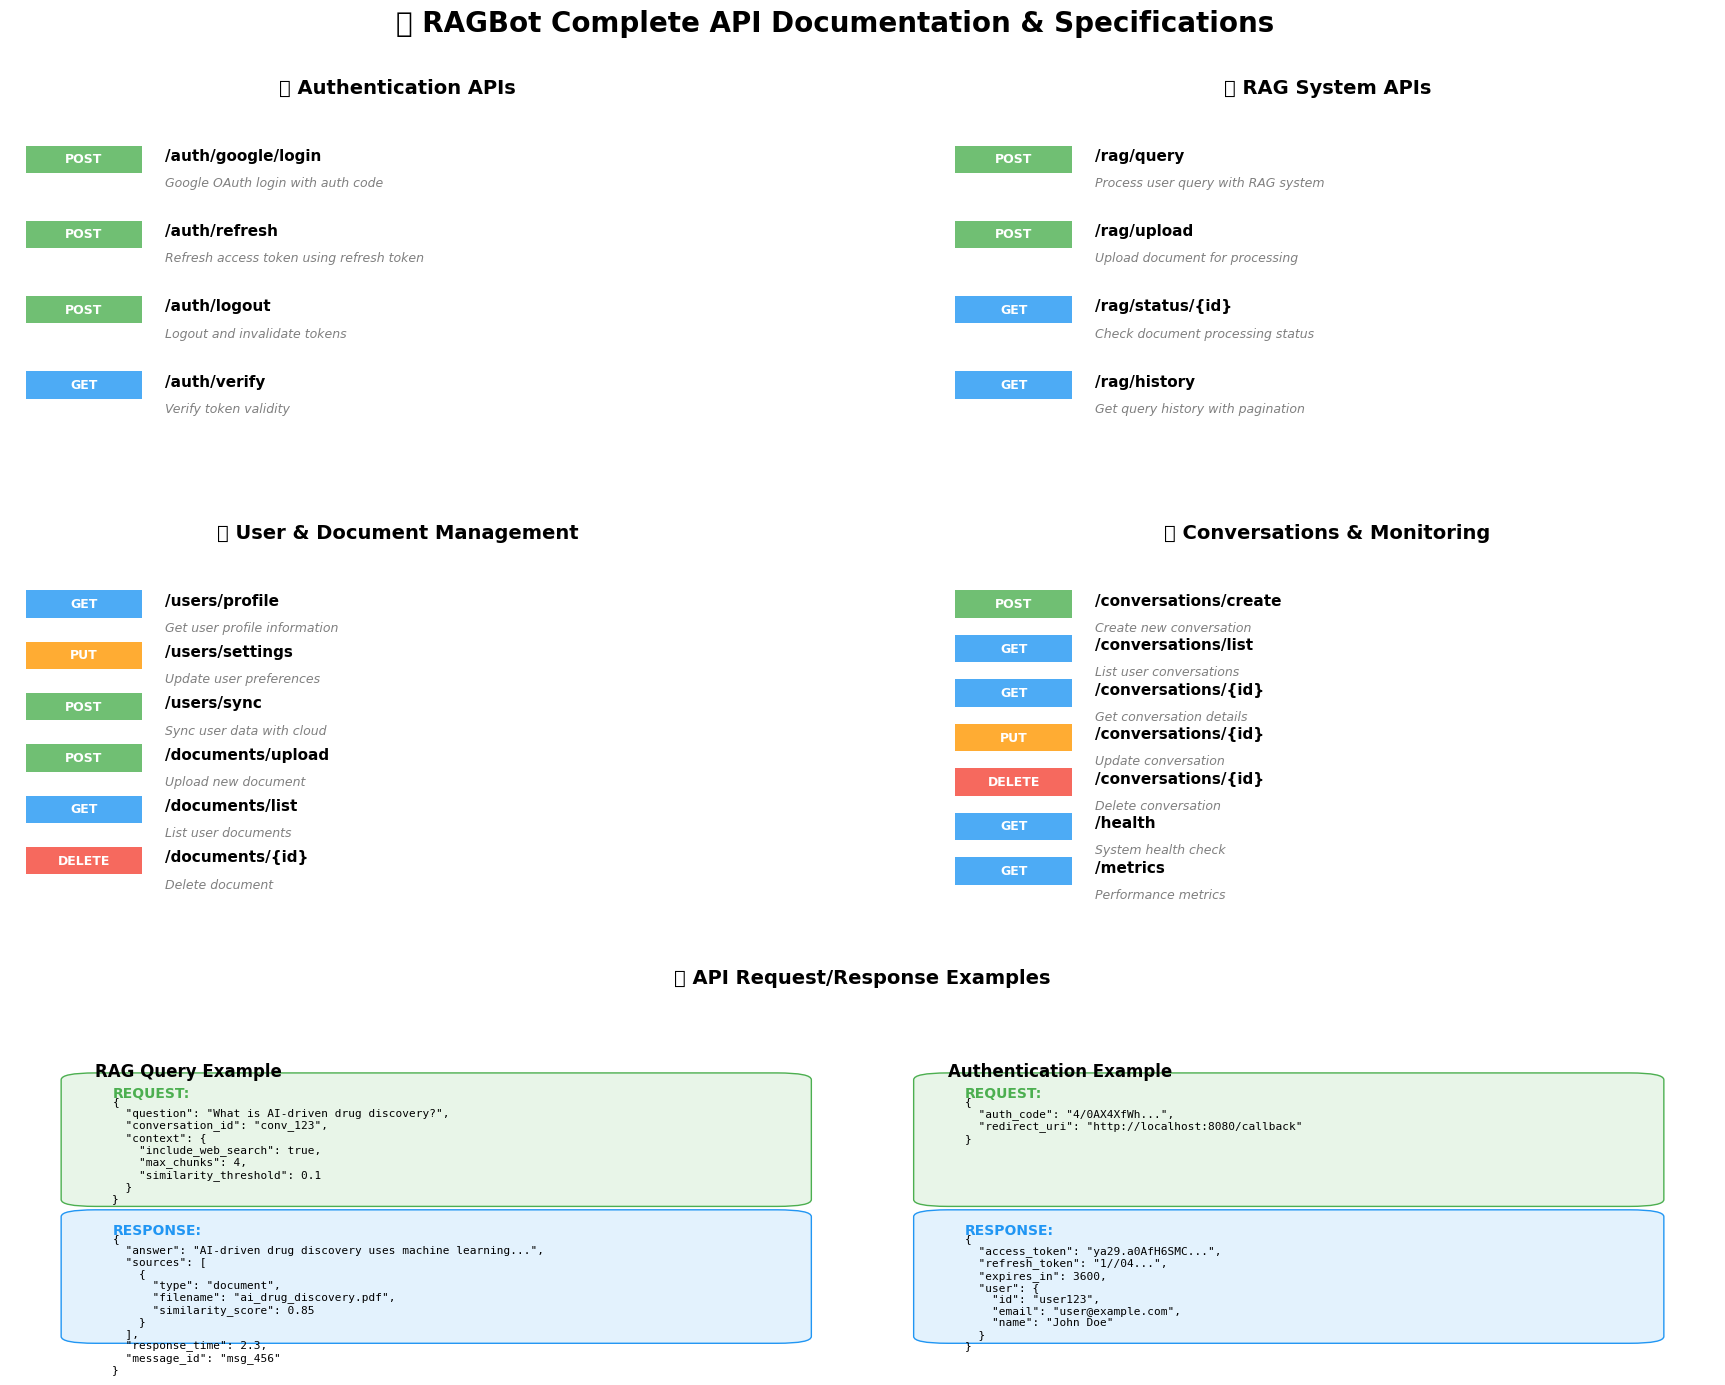 RAGBot Complete API Documentation & Specifications
Authentication APIs
POST /auth/google/login
Google OAuth login with auth code
POST /auth/refresh
Refresh access token using refresh token
POST /auth/logout
Logout and invalidate tokens
GET /auth/verify
Verify token validity
RAG System APIs
POST /rag/query
Process user query with RAG system
POST /rag/upload
Upload document for processing
GET /rag/status/{id}
Check document processing status
GET /rag/history
Get query history with pagination
User & Document Management
GET /users/profile
Get user profile information
PUT /users/settings
Update user preferences
POST /users/sync
Sync user data with cloud
POST /documents/upload
Upload new document
GET /documents/list
List user documents
DELETE /documents/{id}
Delete document
Conversations & Monitoring
POST /conversations/create
Create new conversation
GET /conversations/list
List user conversations
GET /conversations/{id}
Get conversation details
PUT /conversations/{id}
Update conversation
DELETE /conversations/{id}
Delete conversation
GET /health
System health check
GET /metrics
Performance metrics
API Request/Response Examples
RAG Query Example
REQUEST:
{
  "question": "What is AI-driven drug discovery?",
  "conversation_id": "conv_123",
  "context": {
    "include_web_search": true,
    "max_chunks": 4,
    "similarity_threshold": 0.1
  }
}
RESPONSE:
{
  "answer": "AI-driven drug discovery uses machine learning...",
  "sources": [
    {
      "type": "document",
      "filename": "ai_drug_discovery.pdf",
      "similarity_score": 0.85
    }
  ],
  "response_time": 2.3,
  "message_id": "msg_456"
}
Authentication Example
REQUEST:
{
  "auth_code": "4/0AX4XfWh...",
  "redirect_uri": "http://localhost:8080/callback"
}
RESPONSE:
{
  "access_token": "ya29.a0AfH6SMC...",
  "refresh_token": "1//04...",
  "expires_in": 3600,
  "user": {
    "id": "user123",
    "email": "user@example.com",
    "name": "John Doe"
  }
}